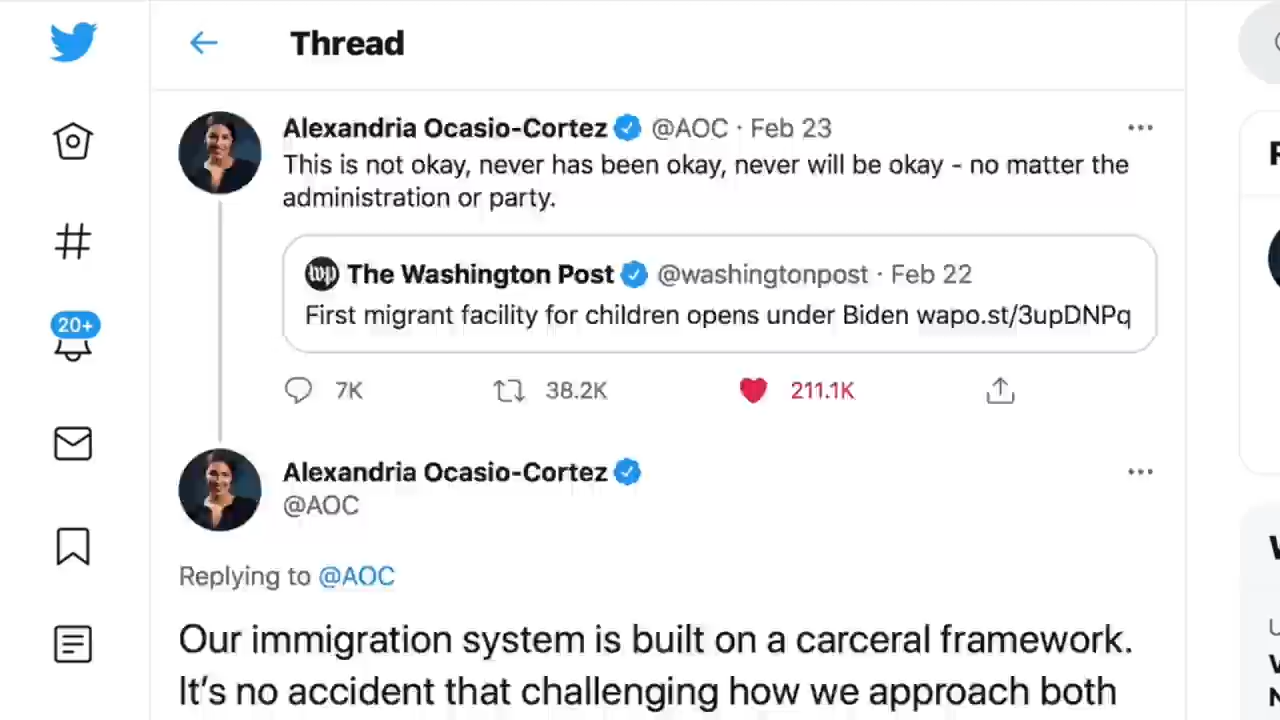 Thread
Alexandria Ocasio-Cortez @AOC · Feb 23
This is not okay, never has been okay, never will be okay - no matter the
administration or party.
wp The Washington Post @washingtonpost · Feb 22
First migrant facility for children opens under Biden wapo.st/3upDNPq
20+
7K 38.2K 211.1K
Alexandria Ocasio-Cortez
@AOC
Replying to @AOC
Our immigration system is built on a carceral framework.
It's no accident that challenging how we approach both